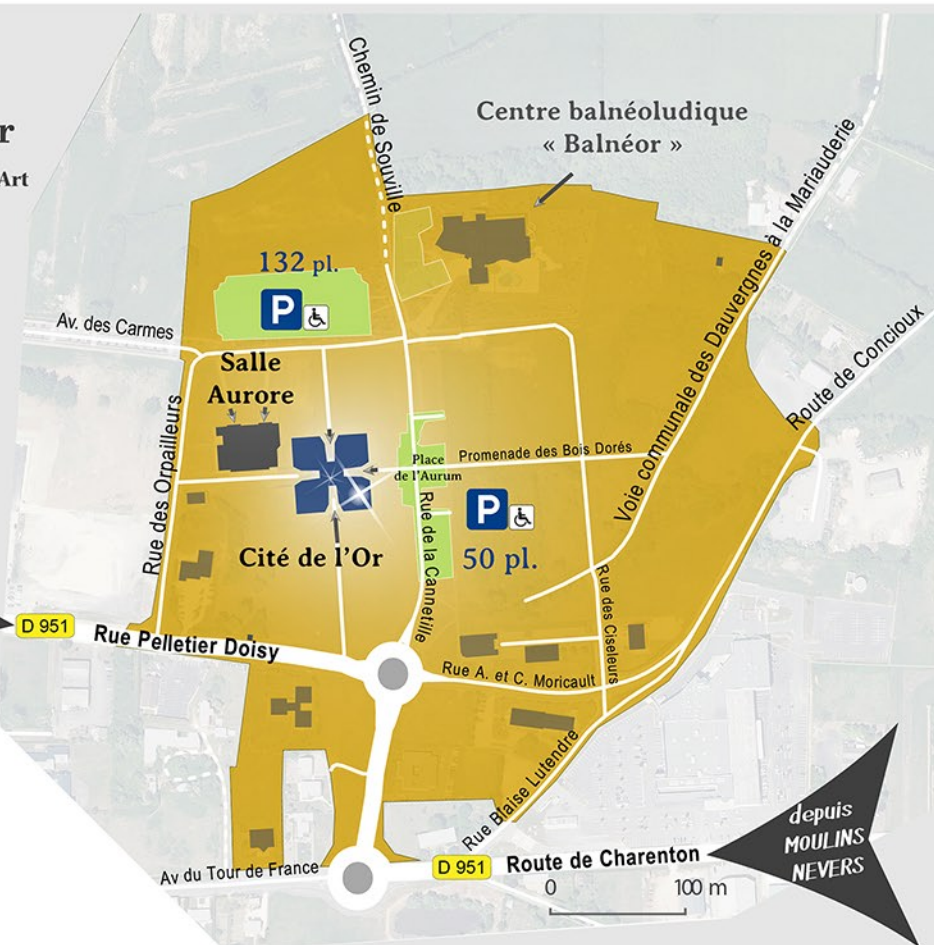 r
Art
Chemin de Souville
Centre balnéoludique
« Balnéor »
Voie communale des Dauvergnes à la Mariauderie
132 pl.
P
Av. des Carmes
Salle
Aurore
Route de Concioux
Rue des Orpailleurs
Place
de l'Aurum
Promenade des Bois Dorés
P
50 pl.
Cité de l'Or
Rue de la Cannetille
Rue des Ciseleurs
D 951
Rue Pelletier Doisy
Rue A. et C. Moricault
Rue Blaise Lutendre
depuis
MOULINS
NEVERS
Av du Tour de France
D 951
Route de Charenton
0 100 m